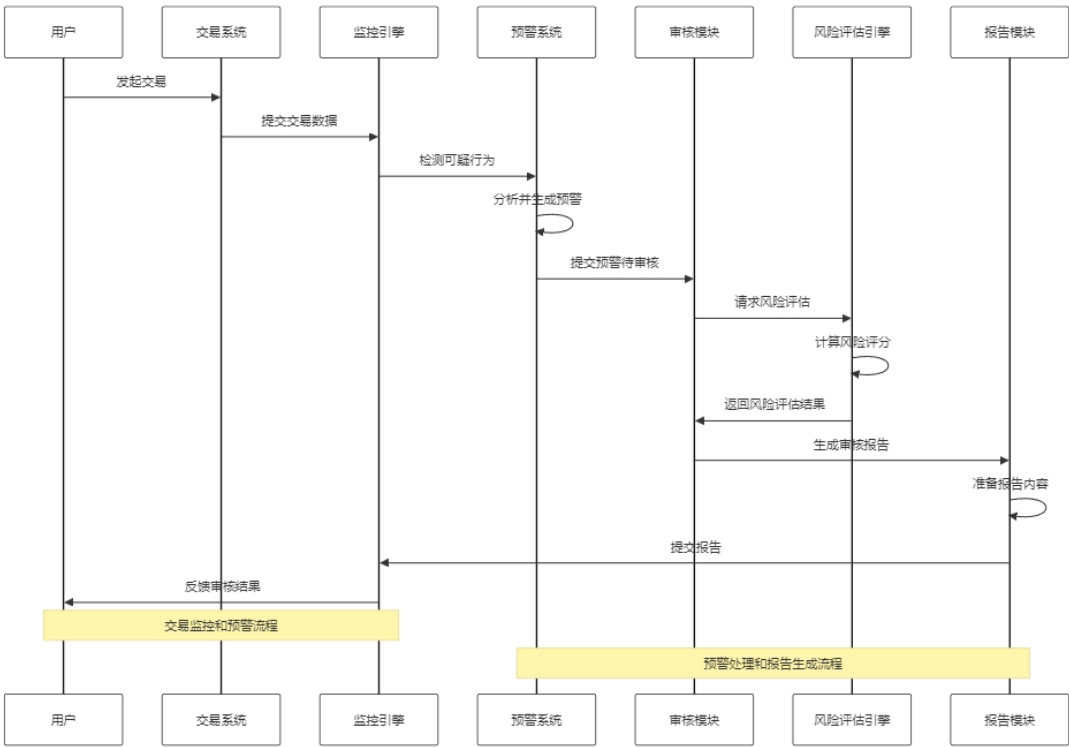 用户
交易系统
监控引擎
预警系统
审核模块
风险评估引擎
报告模块
发起交易
提交交易数据
检测可疑行为
分析并生成预警
提交预警待审核
请求风险评估
计算风险评分
返回风险评估结果
生成审核报告
准备报告内容
提交报告
反馈审核结果
交易监控和预警流程
预警处理和报告生成流程
用户
交易系统
监控引擎
预警系统
审核模块
风险评估引擎
报告模块